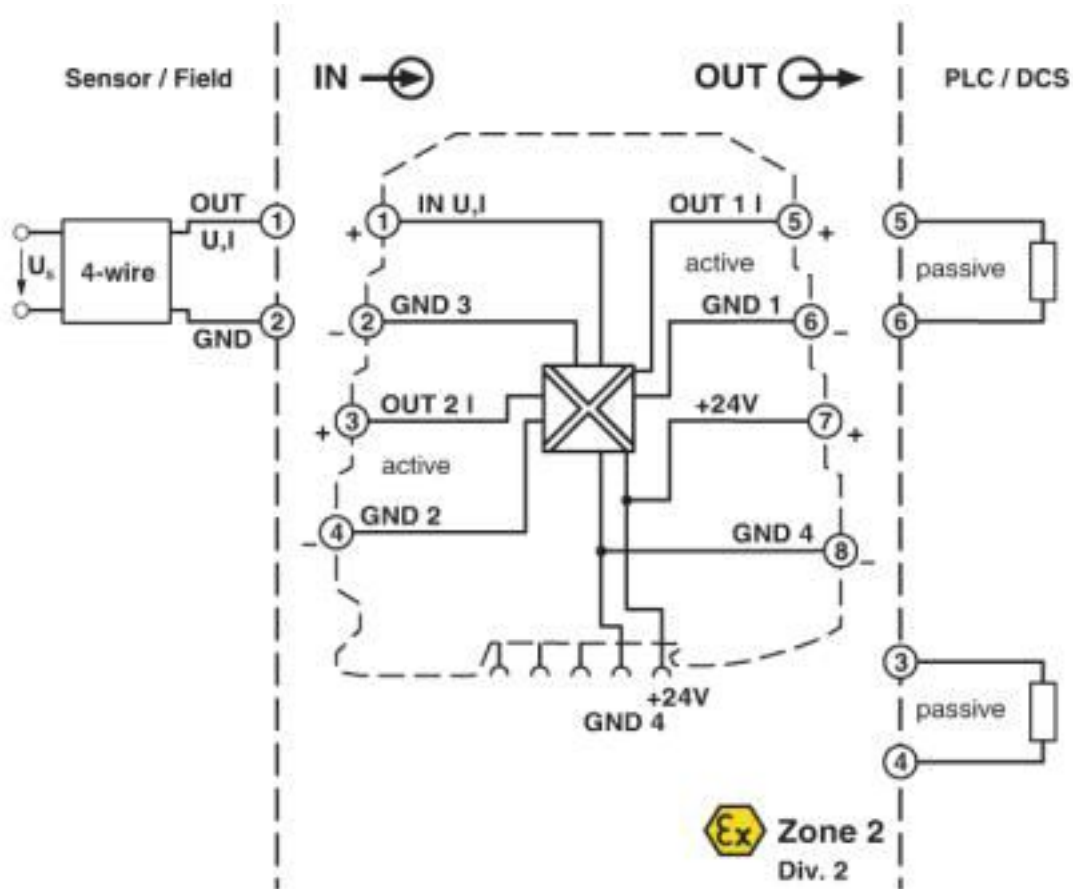 Sensor / Field
IN
OUT
PLC / DCS
OUT
U,I
1
Us
4-wire
2
GND
+
1
IN U,I
OUT 1 I
5
+
active
-
2
GND 3
GND 1
6
-
+
3
OUT 2 I
active
+24V
7
+
-
4
GND 2
GND 4
8
-
+24V
GND 4
5
passive
6
3
passive
4
Ex
Zone 2
Div. 2